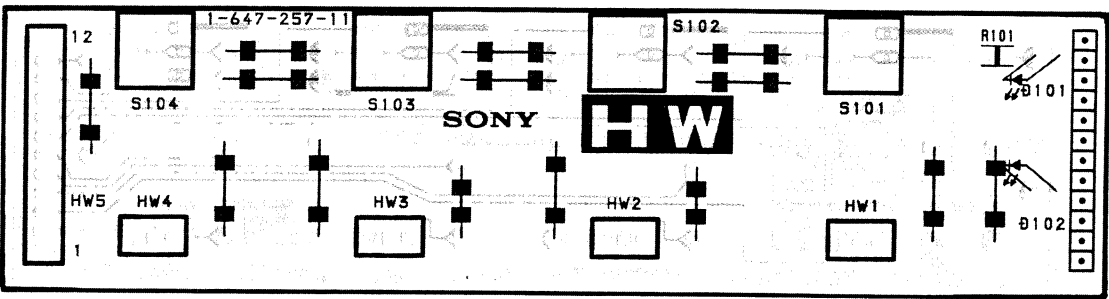 1-647-257-11
12
S104
S103
S102
S101
R101
D101
SONY
HW
HW5
HW4
HW3
HW2
HW1
D102
1